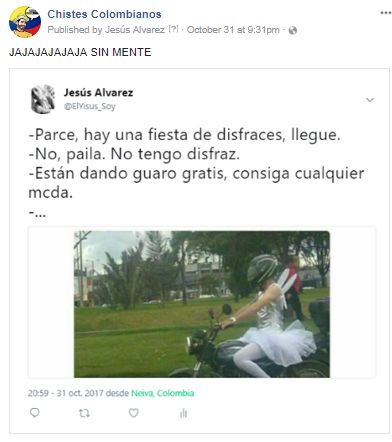 Chistes Colombianos
Published by Jesús Alvarez [?] · October 31 at 9:31pm ·
JAJAJAJAJAJA SIN MENTE
Jesús Alvarez
@ElYisus_Soy
-Parce, hay una fiesta de disfraces, llegue.
-No, paila. No tengo disfraz.
-Están dando guaro gratis, consiga cualquier
mcda.
-...
20:59 - 31 oct. 2017 desde Neiva, Colombia